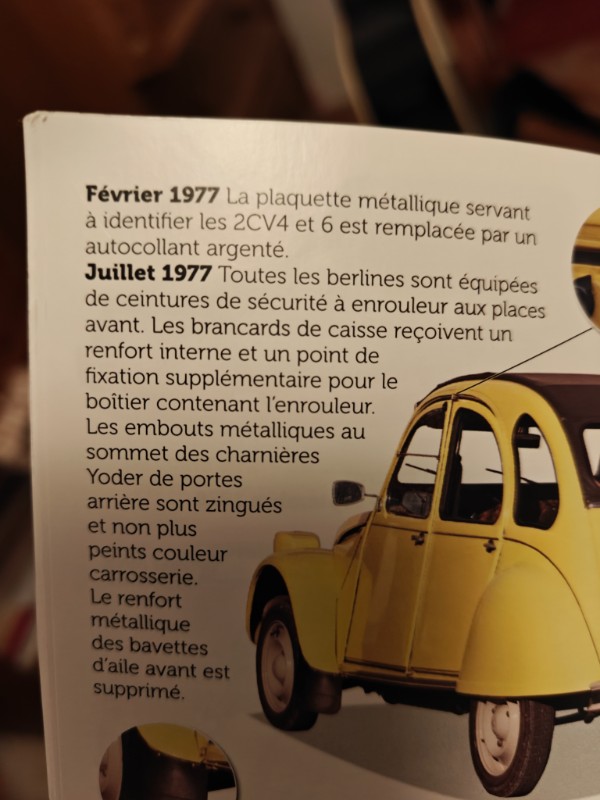 Février 1977 La plaquette métallique servant
à identifier les 2CV4 et 6 est remplacée par un
autocollant argenté.
Juillet 1977 Toutes les berlines sont équipées
de ceintures de sécurité à enrouleur aux places
avant. Les brancards de caisse reçoivent un
renfort interne et un point de
fixation supplémentaire pour le
boîtier contenant l'enrouleur.
Les embouts métalliques au
sommet des charnières
Yoder de portes
arrière sont zingués
et non plus
peints couleur
carrosserie.
Le renfort
métallique
des bavettes
d'aile avant est
supprimé.